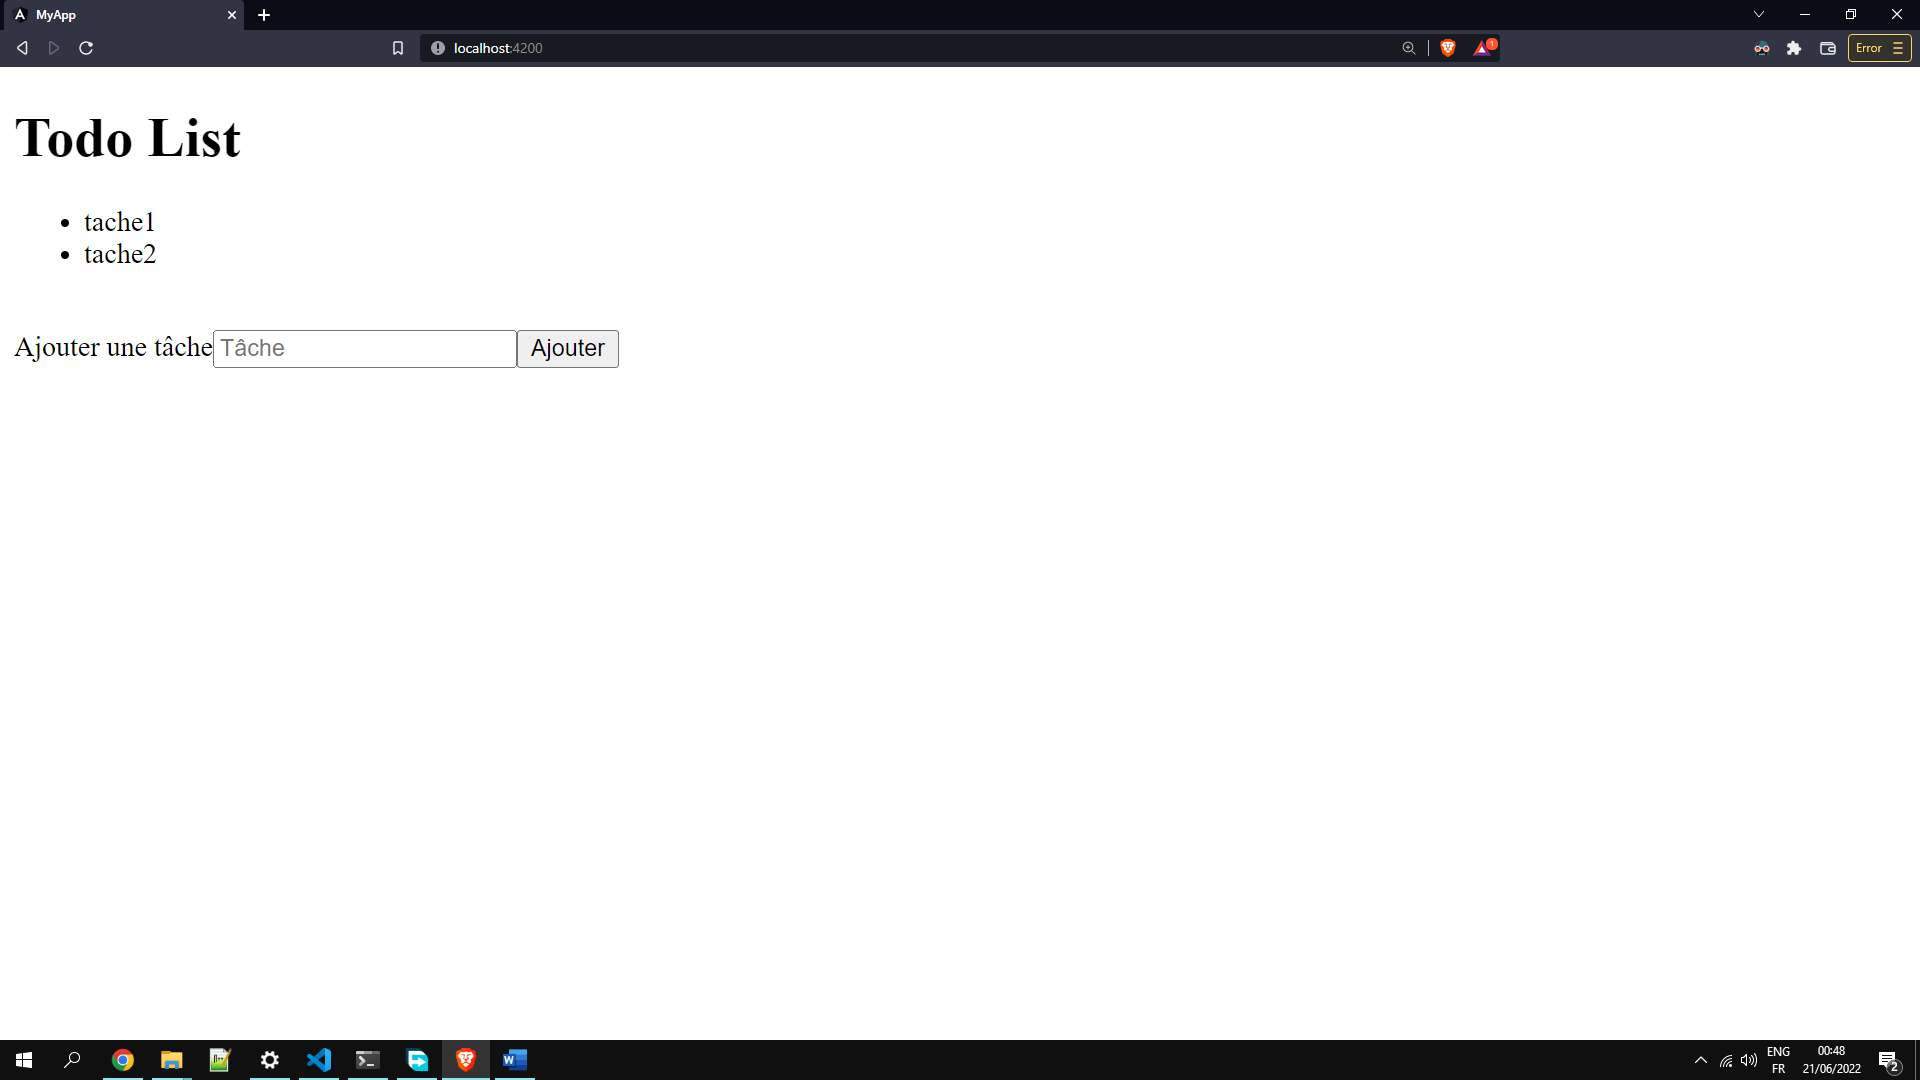 MyApp
localhost:4200
1
Error
Todo List
tache1
tache2
Ajouter une tâche Tâche Ajouter
ENG 00:48
FR 21/06/2022
2